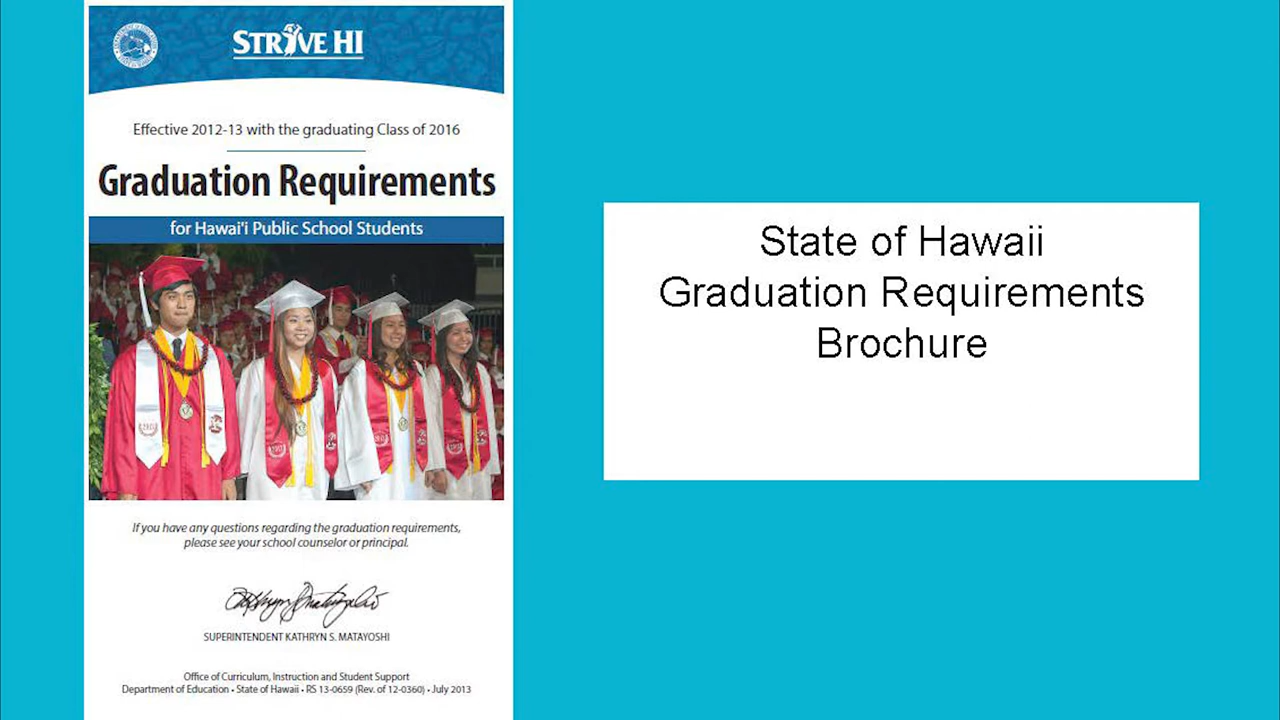 STRIVE HI
Effective 2012-13 with the graduating Class of 2016
Graduation Requirements
for Hawai'i Public School Students
If you have any questions regarding the graduation requirements,
please see your school counselor or principal.
SUPERINTENDENT KATHRYN S. MATAYOSHI
Office of Curriculum, Instruction and Student Support
Department of Education • State of Hawaii • RS 13-0659 (Rev. of 12-0360) • July 2013
State of Hawaii
Graduation Requirements
Brochure